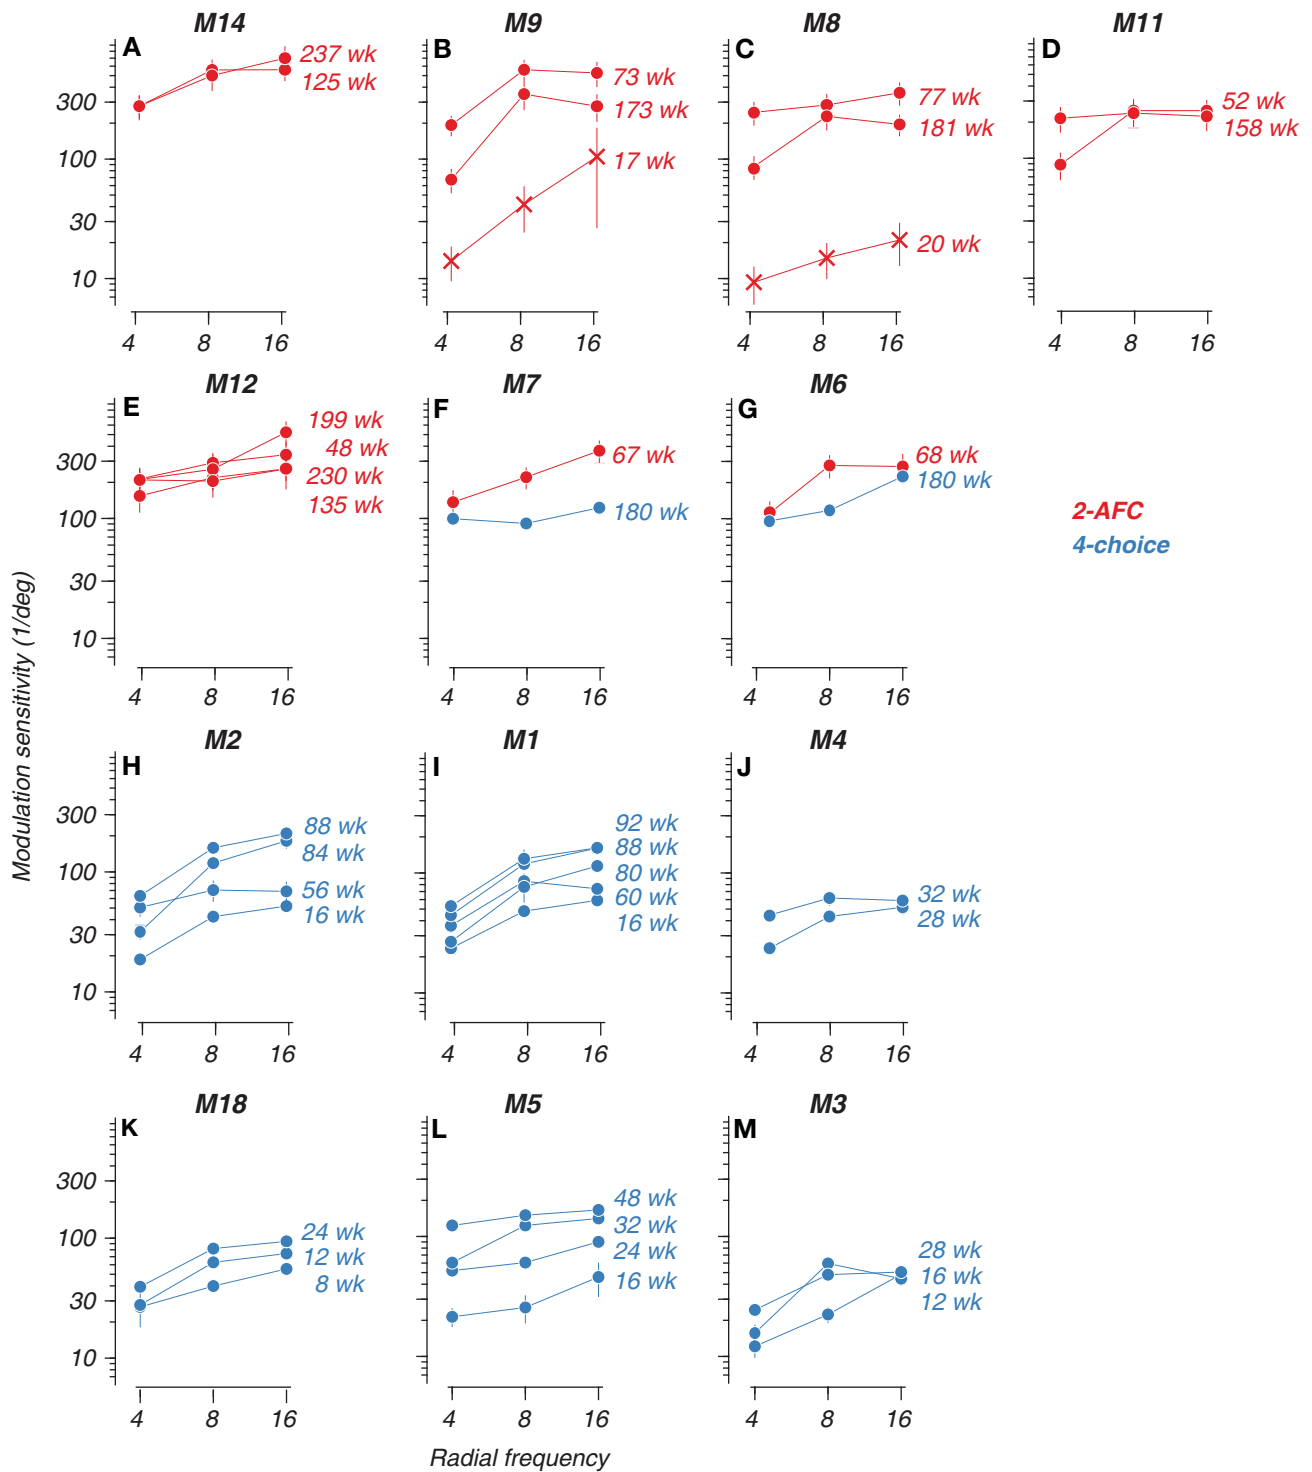 M14 M9 M8 M11
A B C D
237 wk
125 wk
73 wk
173 wk
17 wk
77 wk
181 wk
20 wk
52 wk
158 wk
300
100
30
10
4 8 16 4 8 16 4 8 16 4 8 16
M12 M7 M6
E F G
199 wk
48 wk
230 wk
135 wk
67 wk
180 wk
68 wk
180 wk
2-AFC
4-choice
300
100
30
10
4 8 16 4 8 16 4 8 16
Modulation sensitivity (1/deg)
M2 M1 M4
H I J
88 wk
84 wk
56 wk
16 wk
92 wk
88 wk
80 wk
60 wk
16 wk
32 wk
28 wk
300
100
30
10
4 8 16 4 8 16 4 8 16
M18 M5 M3
K L M
24 wk
12 wk
8 wk
48 wk
32 wk
24 wk
16 wk
28 wk
16 wk
12 wk
300
100
30
10
4 8 16 4 8 16 4 8 16
Radial frequency